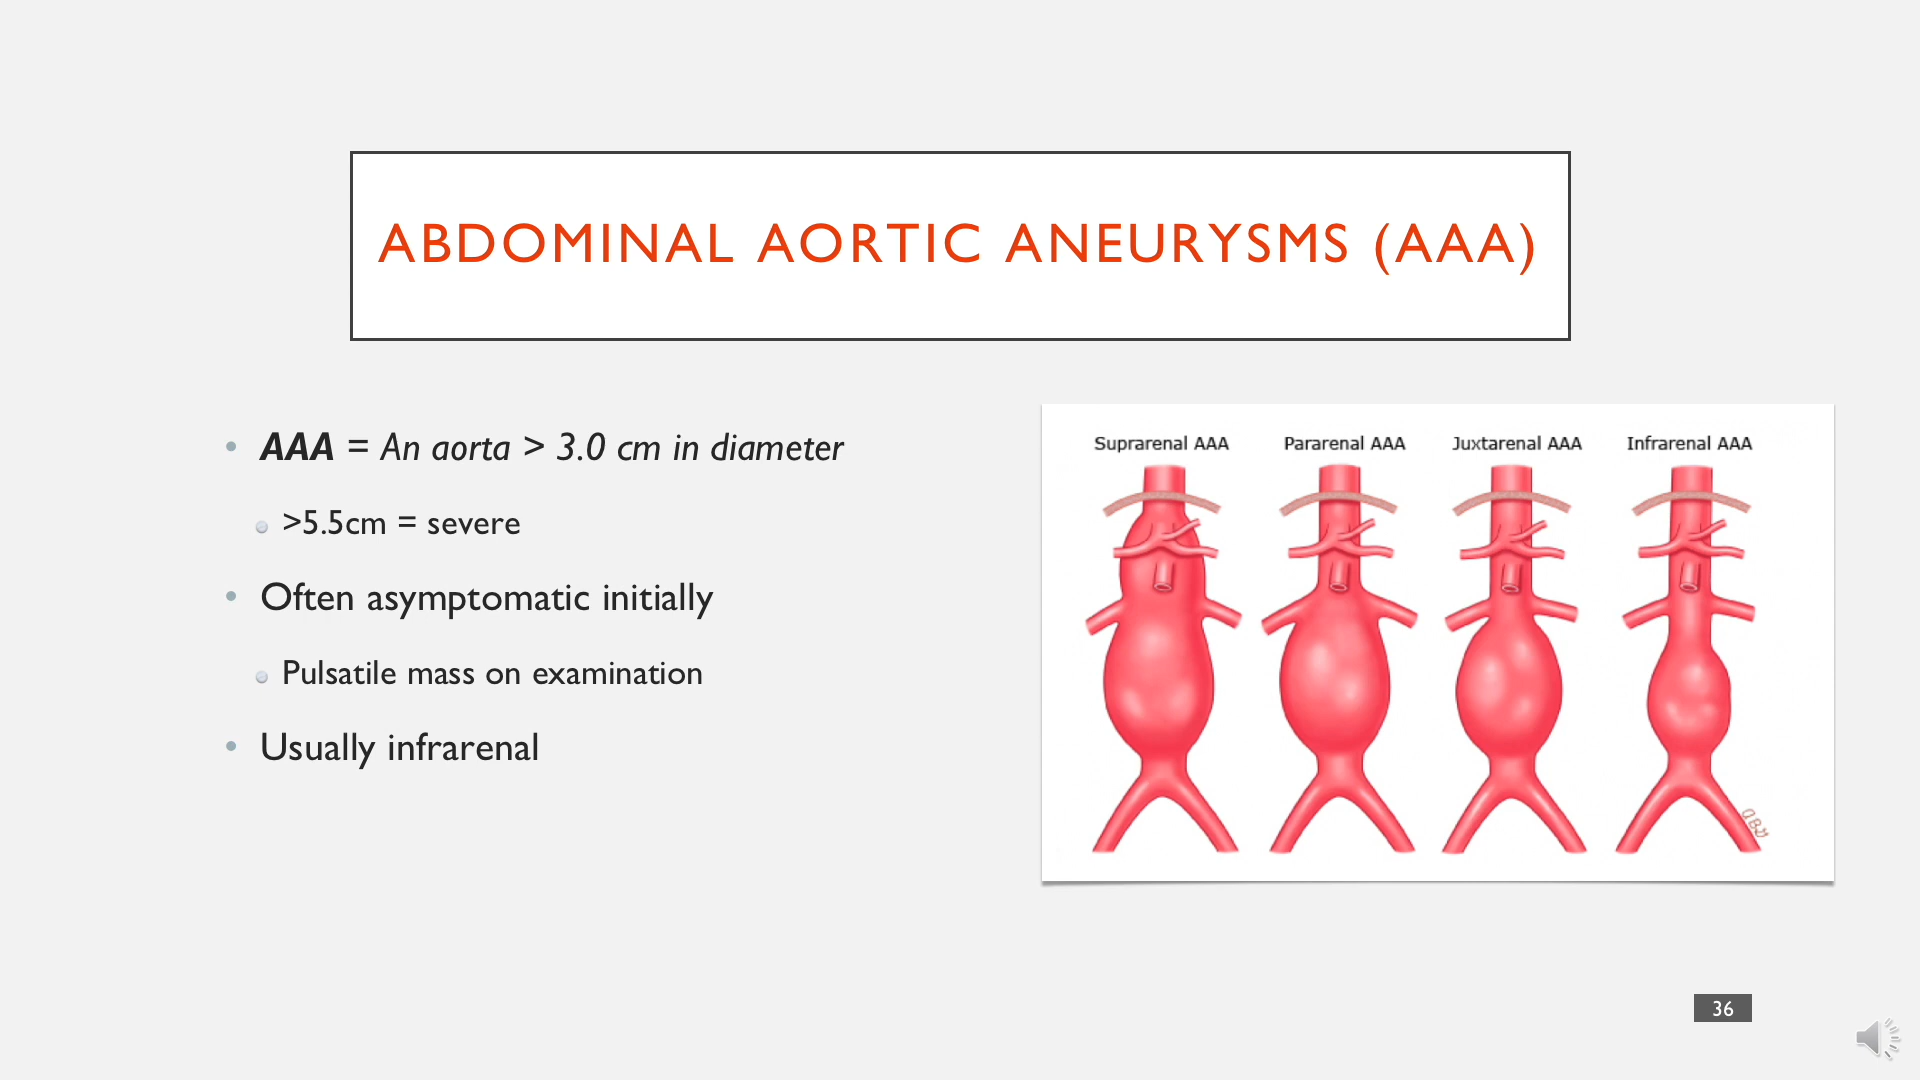 ABDOMINAL AORTIC ANEURYSMS (AAA)
• AAA = An aorta > 3.0 cm in diameter
>5.5cm = severe
• Often asymptomatic initially
Pulsatile mass on examination
• Usually infrarenal
Suprarenal AAA Pararenal AAA Juxtarenal AAA Infrarenal AAA
36